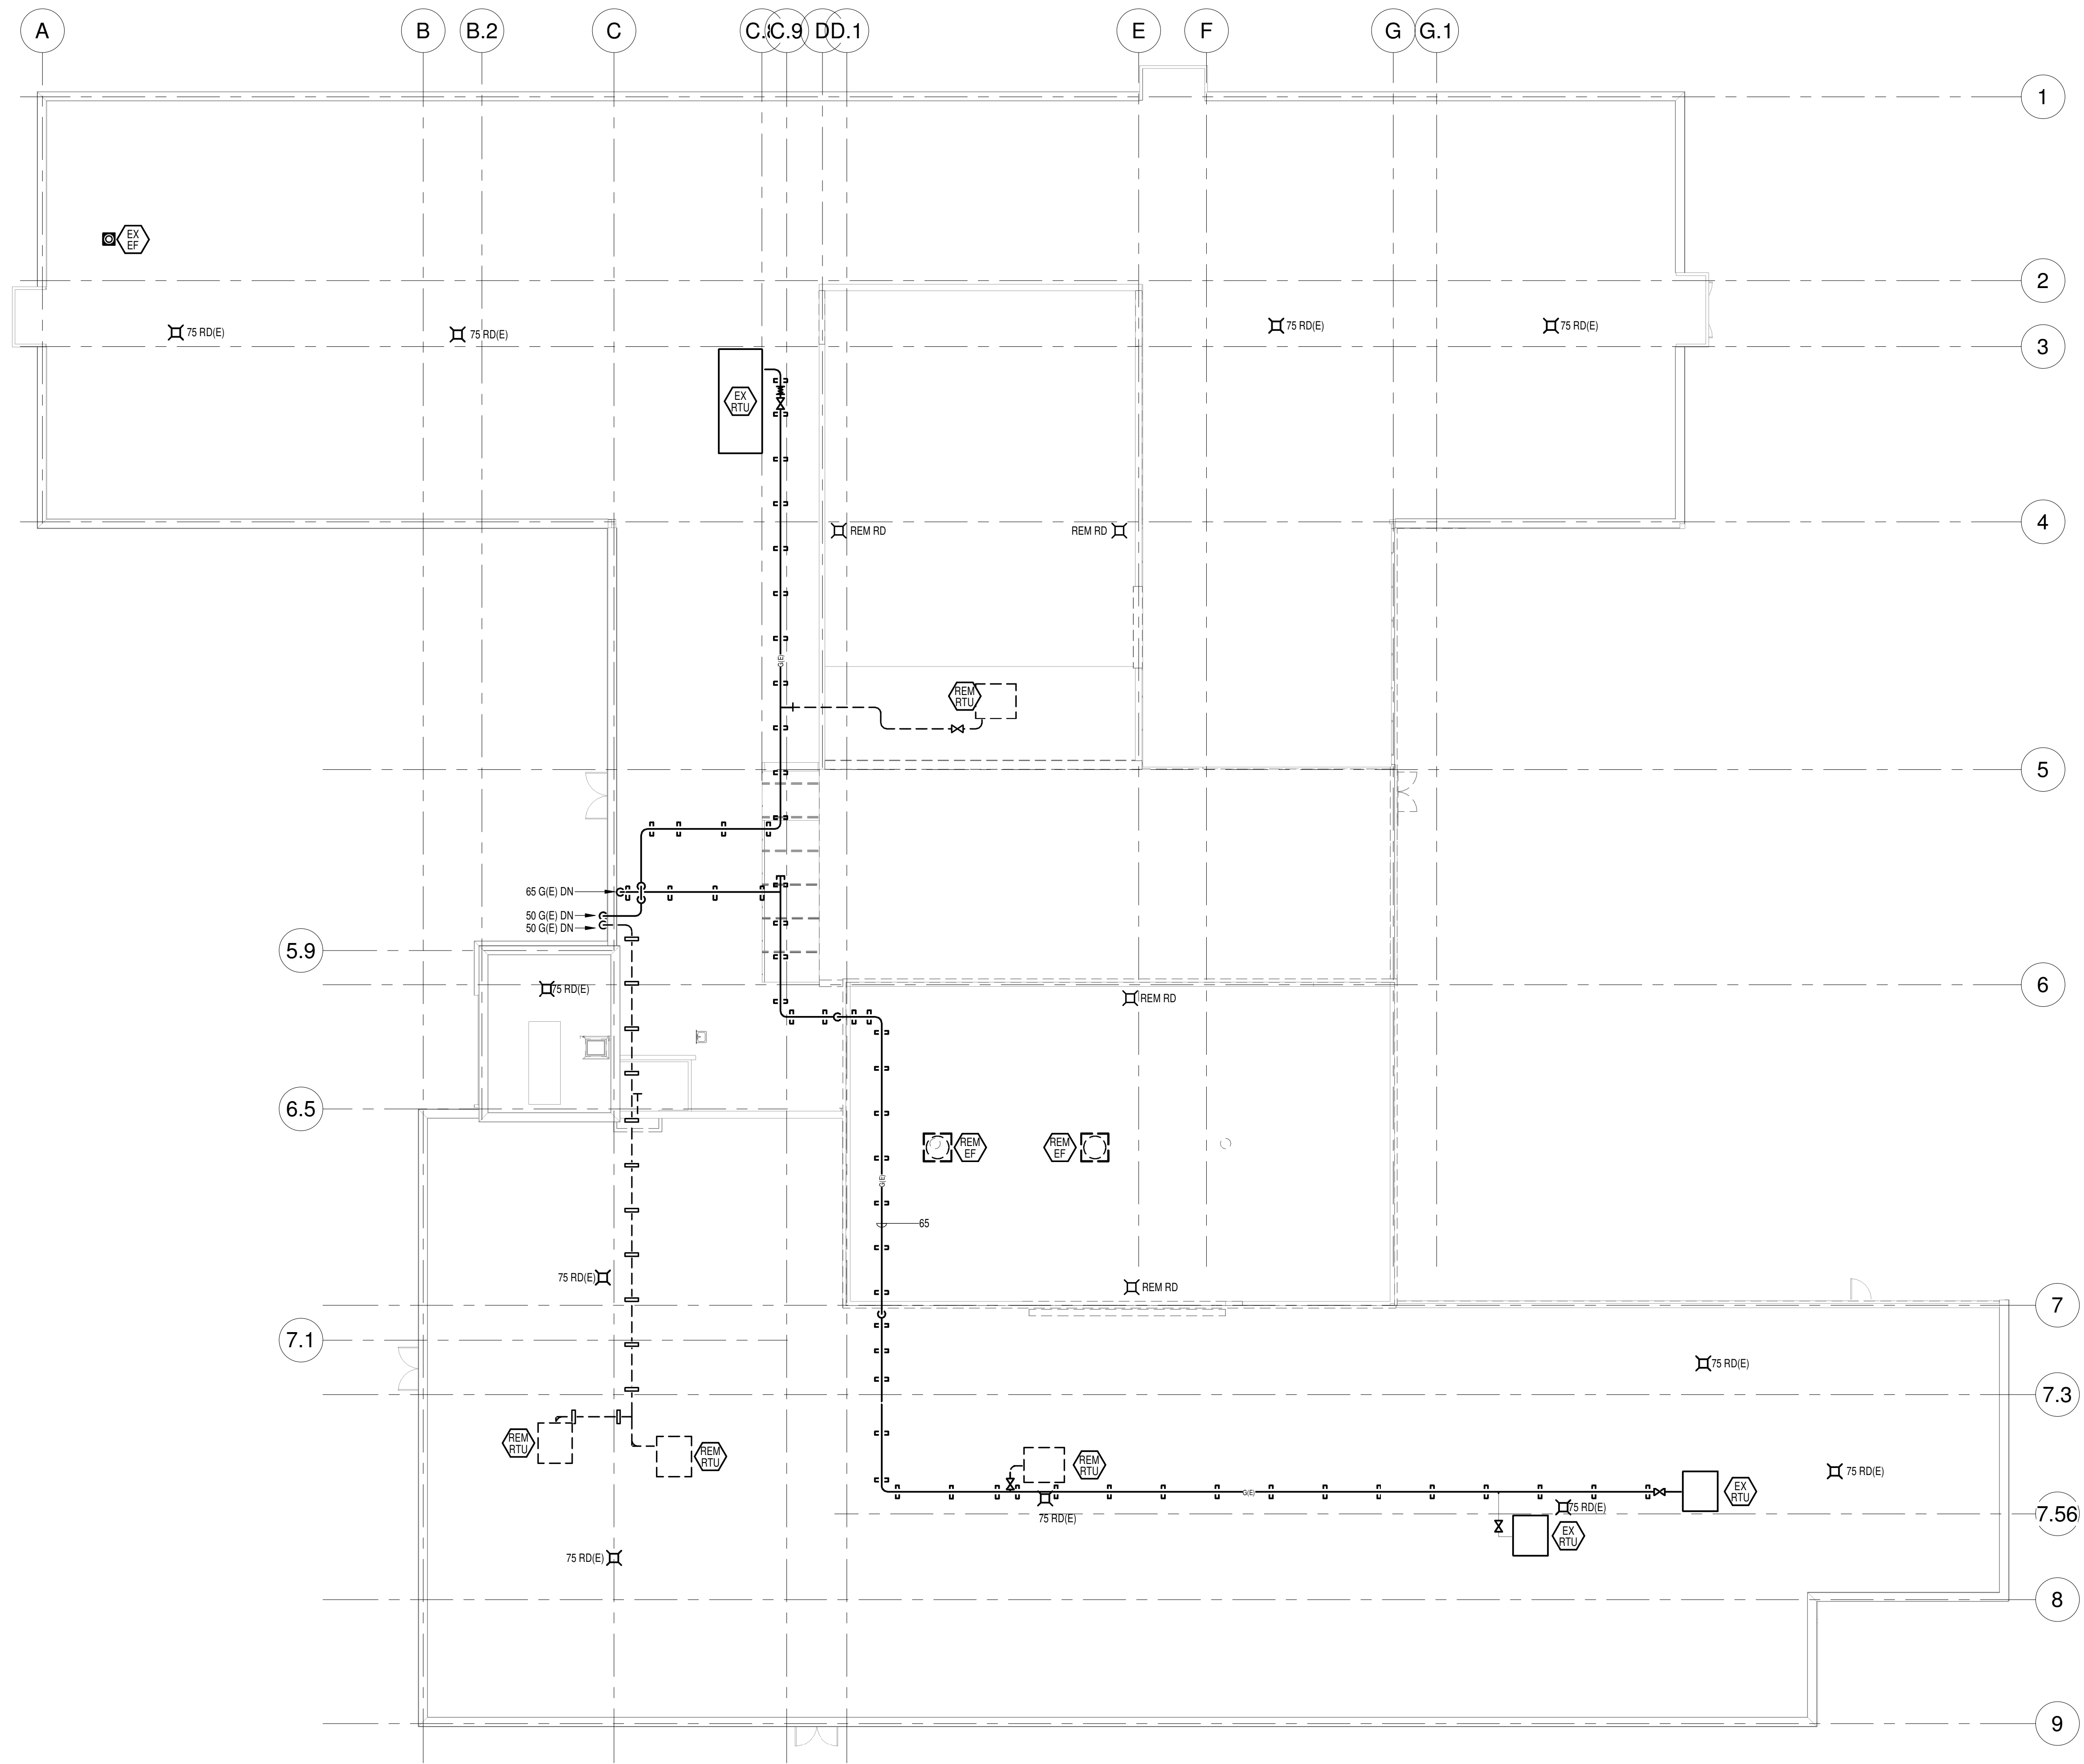 A
B
B.2
C
C.8
C.9
D
D.1
E
F
G
G.1
1
EX
EF
2
75 RD(E)
75 RD(E)
75 RD(E)
75 RD(E)
3
EX
RTU
4
REM RD
REM RD
G(E)
REM
RTU
5
65 G(E) DN
50 G(E) DN
50 G(E) DN
5.9
6
75 RD(E)
REM RD
6.5
REM
EF
REM
EF
G(E)
65
75 RD(E)
REM RD
7
7.1
75 RD(E)
7.3
REM
RTU
REM
RTU
REM
RTU
75 RD(E)
G(E)
EX
RTU
75 RD(E)
75 RD(E)
7.56
EX
RTU
75 RD(E)
8
9